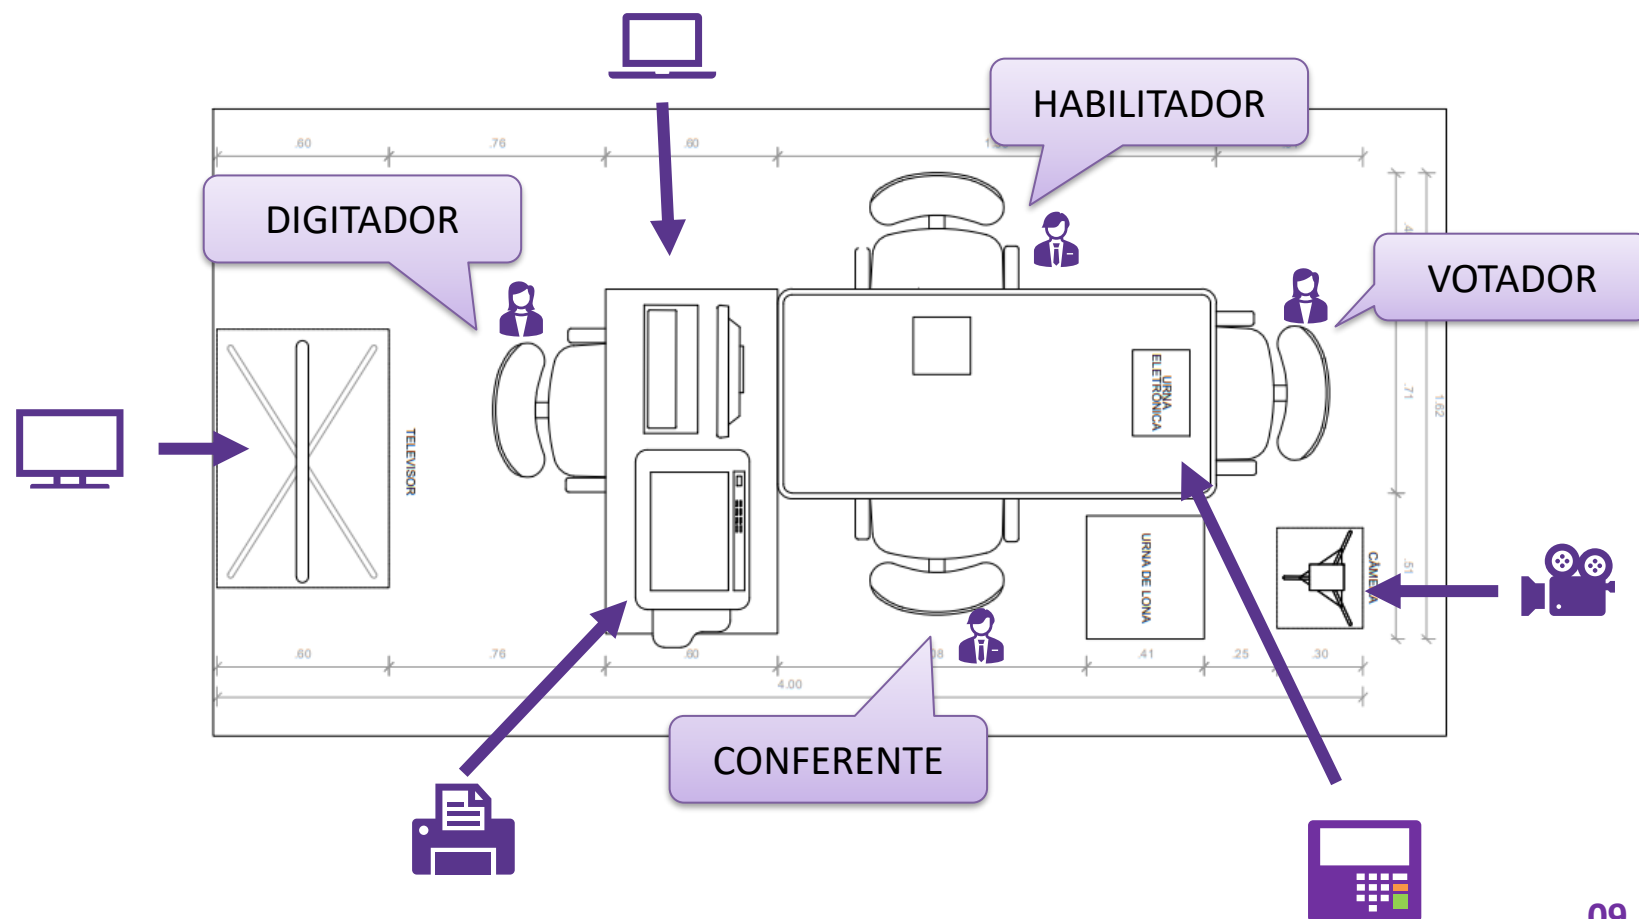 HABILITADOR
.60
.76
.60
DIGITADOR
VOTADOR
URNA
ELETRÔNICA
.71
1.62
TELEVISOR
URNA DE LONA
CÂMERA
.51
.60
.76
.60
.41
.25
.30
4.00
CONFERENTE
09